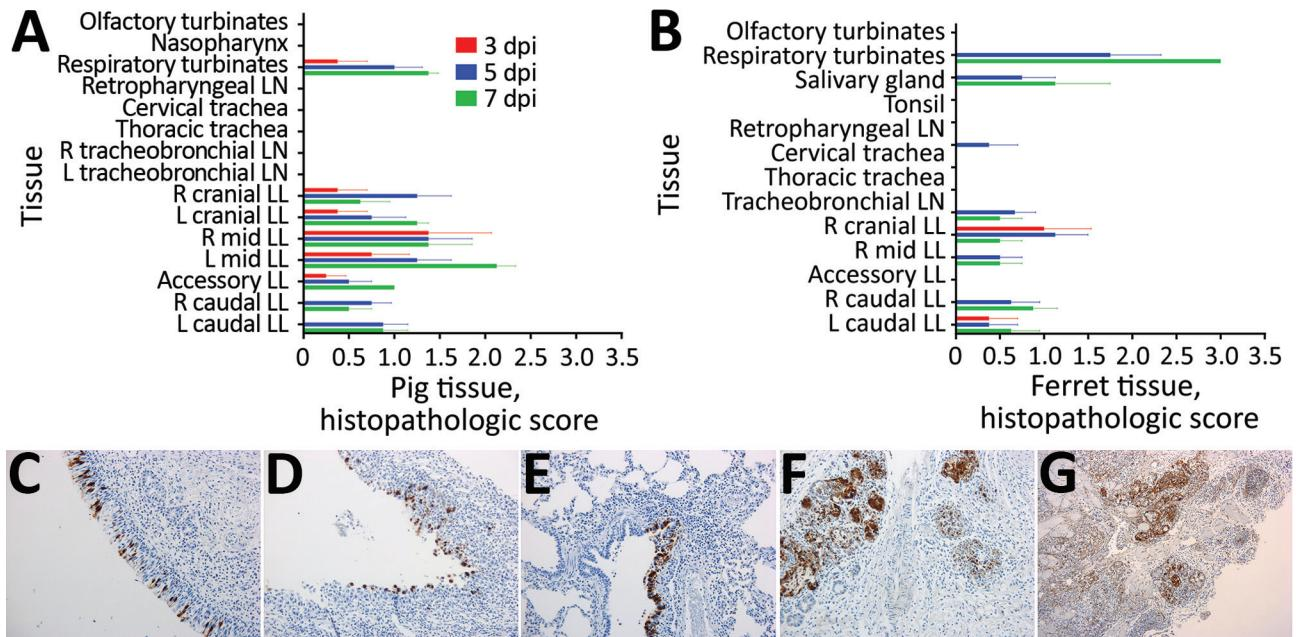 A
Tissue
Olfactory turbinates
Nasopharynx
Respiratory turbinates
Retropharyngeal LN
Cervical trachea
Thoracic trachea
R tracheobronchial LN
L tracheobronchial LN
R cranial LL
L cranial LL
R mid LL
L mid LL
Accessory LL
R caudal LL
L caudal LL
3 dpi
5 dpi
7 dpi
0 0.5 1.0 1.5 2.0 2.5 3.0 3.5
Pig tissue,
histopathologic score
B
Tissue
Olfactory turbinates
Respiratory turbinates
Salivary gland
Tonsil
Retropharyngeal LN
Cervical trachea
Thoracic trachea
Tracheobronchial LN
R cranial LL
R mid LL
Accessory LL
R caudal LL
L caudal LL
0 0.5 1.0 1.5 2.0 2.5 3.0 3.5
Ferret tissue,
histopathologic score
C D E F G